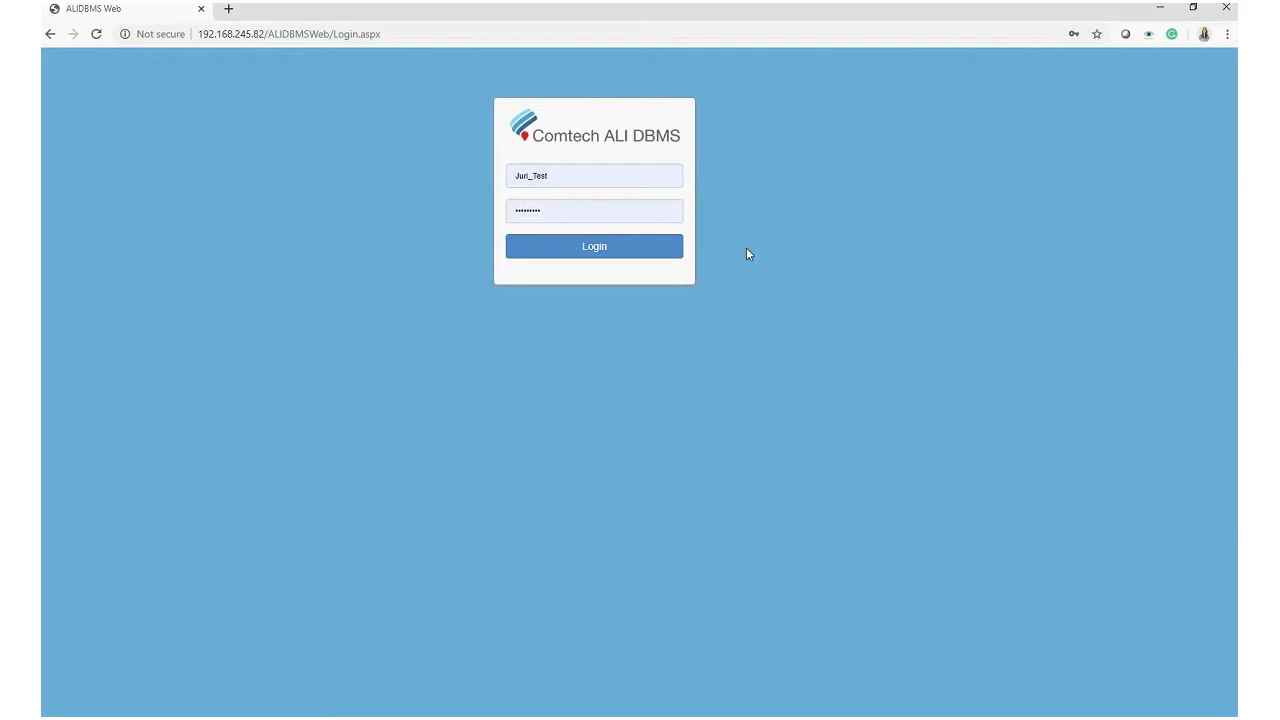 ALIDBMS Web
Not secure
192.168.245.82/ALIDBMSWeb/Login.aspx
Comtech ALI DBMS
Juri_Test
•••••••••
Login